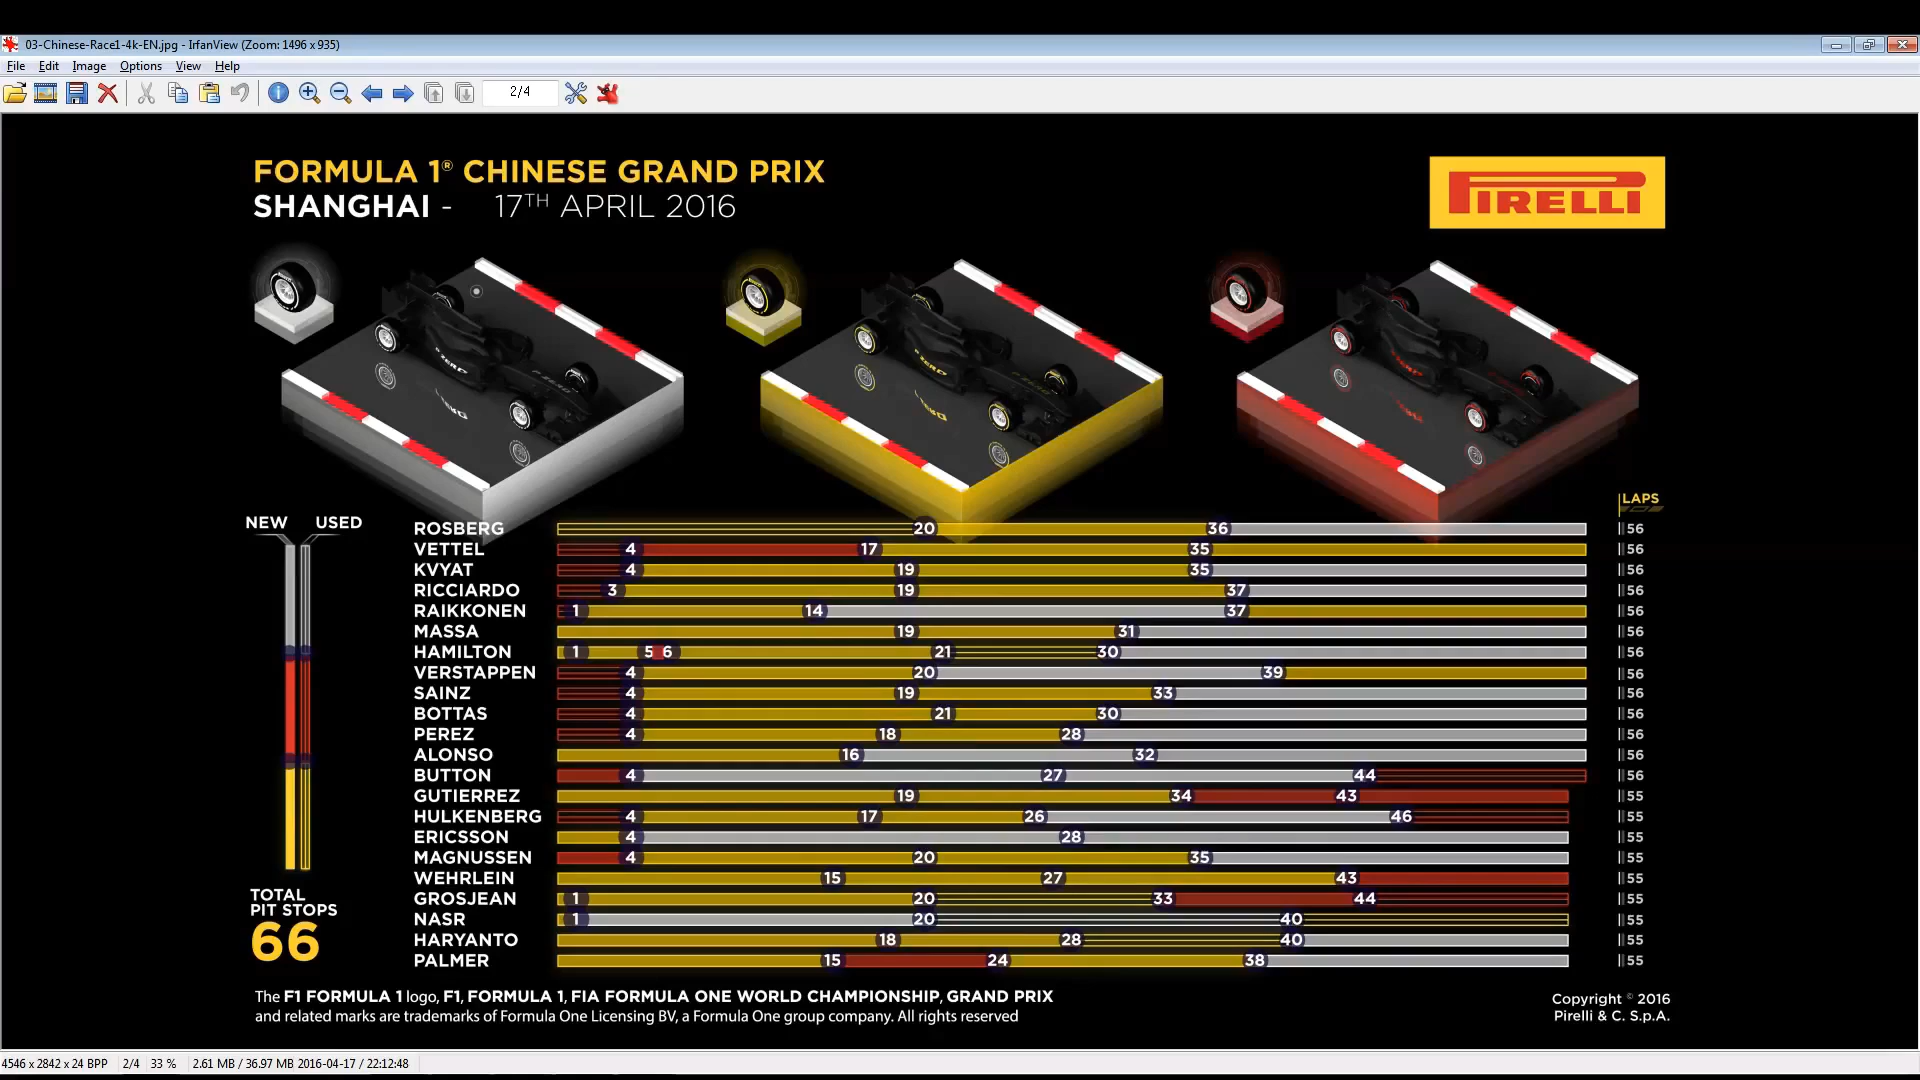 03-Chinese-Race1-4k-EN.jpg - IrfanView (Zoom: 1496 x 935)
File Edit Image Options View Help
2/4
FORMULA 1® CHINESE GRAND PRIX
SHANGHAI - 17TH APRIL 2016
PIRELLI
LAPS
NEW USED
ROSBERG 20 36 56
VETTEL 4 17 35 56
KVYAT 4 19 35 56
RICCIARDO 3 19 37 56
RAIKKONEN 1 14 37 56
MASSA 19 31 56
HAMILTON 1 5 6 21 30 56
VERSTAPPEN 4 20 39 56
SAINZ 4 19 33 56
BOTTAS 4 21 30 56
PEREZ 4 18 28 56
ALONSO 16 32 56
BUTTON 4 27 44 56
GUTIERREZ 19 34 43 55
HULKENBERG 4 17 26 46 55
ERICSSON 4 28 55
MAGNUSSEN 4 20 35 55
WEHRLEIN 15 27 43 55
GROSJEAN 1 20 33 44 55
NASR 1 20 40 55
HARYANTO 18 28 40 55
PALMER 15 24 38 55
TOTAL
PIT STOPS
66
The F1 FORMULA 1 logo, F1, FORMULA 1, FIA FORMULA ONE WORLD CHAMPIONSHIP, GRAND PRIX
and related marks are trademarks of Formula One Licensing BV, a Formula One group company. All rights reserved
Copyright © 2016
Pirelli & C. S.p.A.
4546 x 2842 x 24 BPP 2/4 33 % 2.61 MB / 36.97 MB 2016-04-17 / 22:12:48